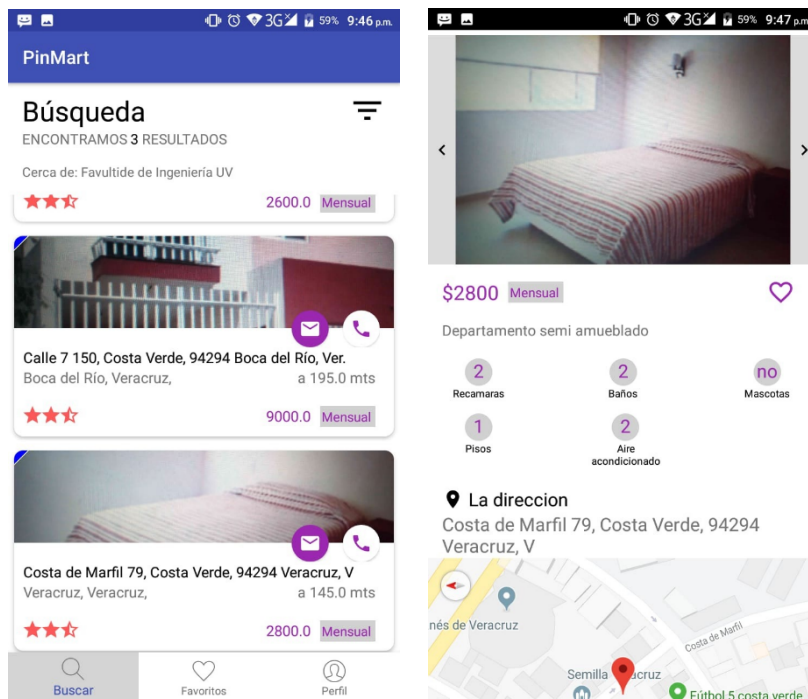 3G 59% 9:46 p.m.
PinMart
Búsqueda
ENCONTRAMOS 3 RESULTADOS
Cerca de: Favultide de Ingeniería UV
2600.0 Mensual
Calle 7 150, Costa Verde, 94294 Boca del Río, Ver.
Boca del Río, Veracruz, a 195.0 mts
9000.0 Mensual
Costa de Marfil 79, Costa Verde, 94294 Veracruz, V
Veracruz, Veracruz, a 145.0 mts
2800.0 Mensual
Buscar Favoritos Perfil
3G 59% 9:47 p.m
$2800 Mensual
Departamento semi amueblado
2 2 no
Recamaras Baños Mascotas
1 2
Pisos Aire
acondicionado
La direccion
Costa de Marfil 79, Costa Verde, 94294
Veracruz, V
nés de Veracruz
Costa de Marfil
Semilla acruz
Fútbol 5 costa verde